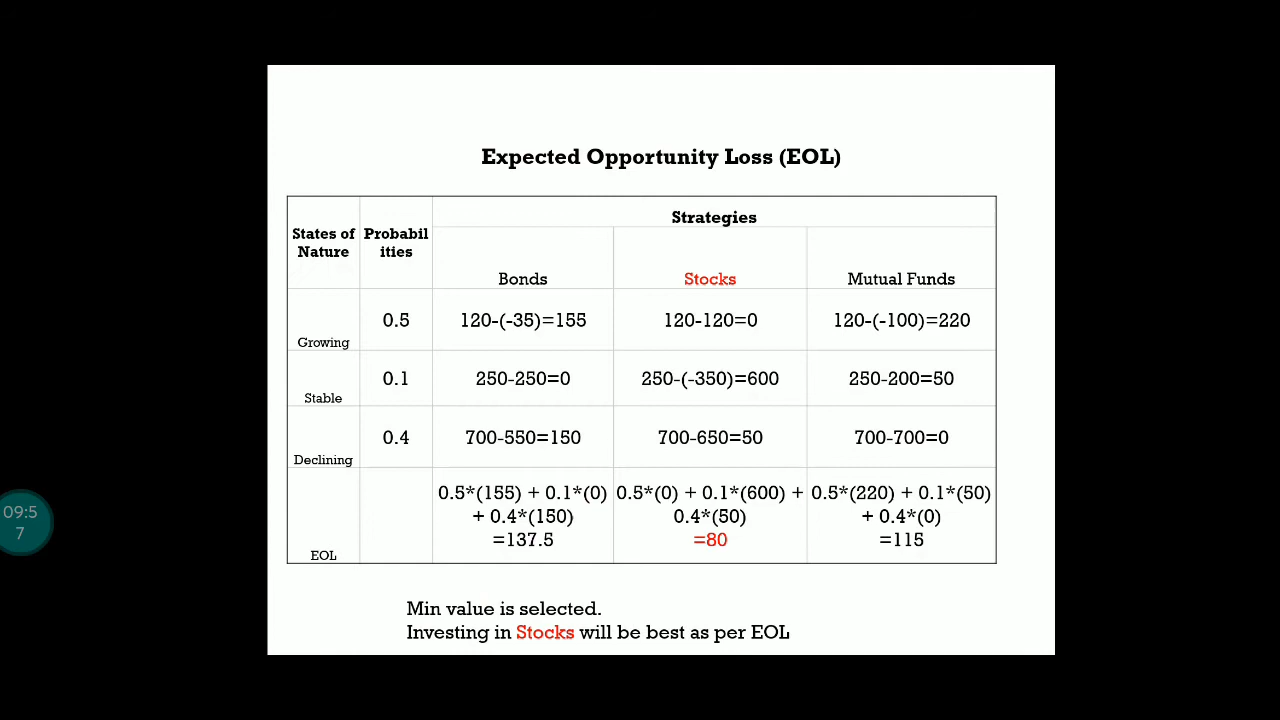 Expected Opportunity Loss (EOL)
States of Nature
Probabil
ities
Strategies
Bonds
Stocks
Mutual Funds
Growing
0.5
120-(-35)=155
120-120=0
120-(-100)=220
Stable
0.1
250-250=0
250-(-350)=600
250-200=50
Declining
0.4
700-550=150
700-650=50
700-700=0
EOL
0.5*(155) + 0.1*(0)
+ 0.4*(150)
=137.5
0.5*(0) + 0.1*(600) +
0.4*(50)
=80
0.5*(220) + 0.1*(50)
+ 0.4*(0)
=115
09:5
7
Min value is selected.
Investing in Stocks will be best as per EOL